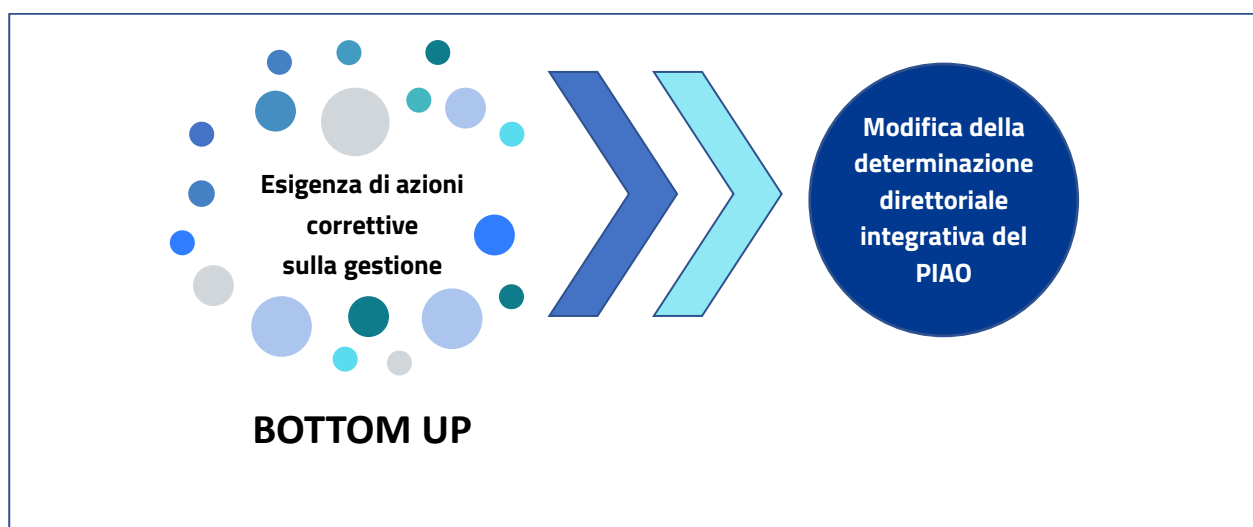 Esigenza di azioni
correttive
sulla gestione
BOTTOM UP
Modifica della
determinazione
direttoriale
integrativa del
PIAO